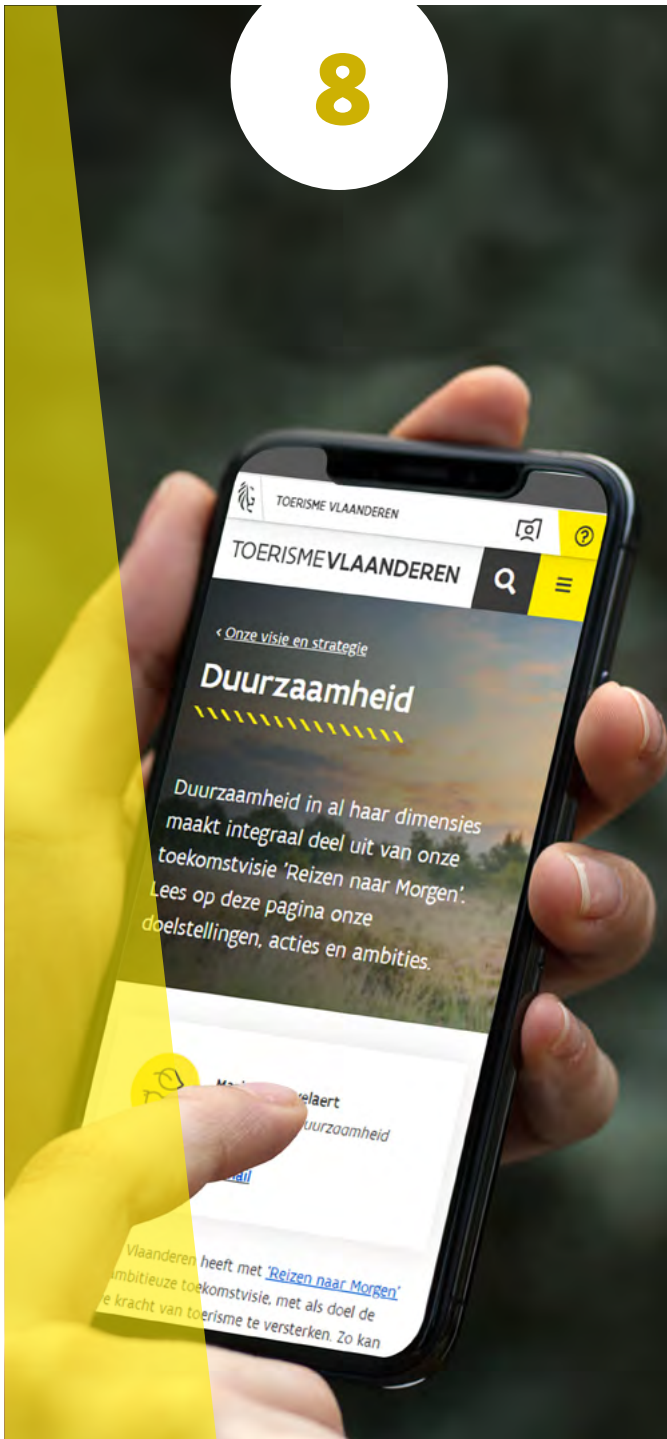 8
TOERISME VLAANDEREN
TOERISMEVLAANDEREN
< Onze visie en strategie
Duurzaamheid
Duurzaamheid in al haar dimensies
maakt integraal deel uit van onze
toekomstvisie 'Reizen naar Morgen'.
Lees op deze pagina onze
doelstellingen, acties en ambities.
Vlaanderen heeft met 'Reizen naar Morgen'
toekomstvisie, met als doel de
kracht van toerisme te versterken. Zo kan